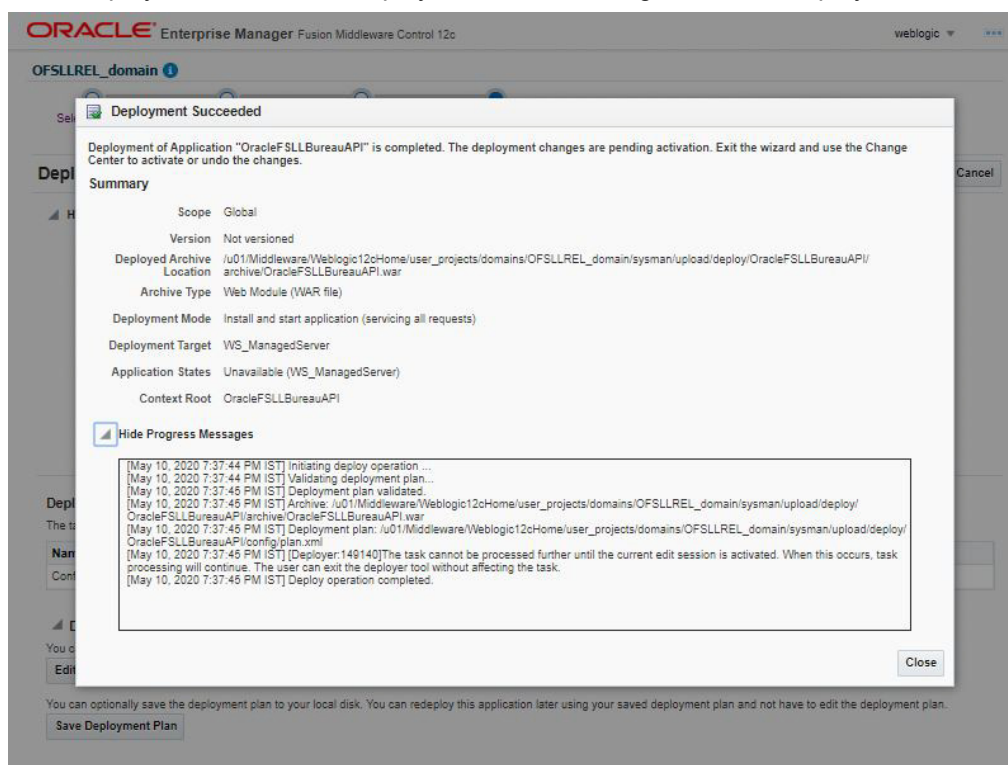 ORACLE Enterprise Manager Fusion Middleware Control 12c
weblogic
OFSLLREL_domain
Sel
Deployment Succeeded
Deployment of Application "OracleFSLLBureauAPI" is completed. The deployment changes are pending activation. Exit the wizard and use the Change
Center to activate or undo the changes.
Depl
Cancel
Summary
H
Scope Global
Version Not versioned
Deployed Archive Location /u01/Middleware/Weblogic12cHome/user_projects/domains/OFSLLREL_domain/sysman/upload/deploy/OracleFSLLBureauAPI/
archive/OracleFSLLBureauAPI.war
Archive Type Web Module (WAR file)
Deployment Mode Install and start application (servicing all requests)
Deployment Target WS_ManagedServer
Application States Unavailable (WS_ManagedServer)
Context Root OracleFSLLBureauAPI
Hide Progress Messages
[May 10, 2020 7:37:44 PM IST] Initiating deploy operation ...
[May 10, 2020 7:37:44 PM IST] Validating deployment plan...
[May 10, 2020 7:37:45 PM IST] Deployment plan validated.
[May 10, 2020 7:37:45 PM IST] Archive: /u01/Middleware/Weblogic12cHome/user_projects/domains/OFSLLREL_domain/sysman/upload/deploy/
OracleFSLLBureauAPI/archive/OracleFSLLBureauAPI.war
[May 10, 2020 7:37:45 PM IST] Deployment plan: /u01/Middleware/Weblogic12cHome/user_projects/domains/OFSLLREL_domain/sysman/upload/deploy/
OracleFSLLBureauAPI/config/plan.xml
[May 10, 2020 7:37:45 PM IST] [Deployer:149140]The task cannot be processed further until the current edit session is activated. When this occurs, task
processing will continue. The user can exit the deployer tool without affecting the task.
[May 10, 2020 7:37:45 PM IST] Deploy operation completed.
Depl
The ta
Nam
Conf
You c
Edit
Close
You can optionally save the deployment plan to your local disk. You can redeploy this application later using your saved deployment plan and not have to edit the deployment plan.
Save Deployment Plan